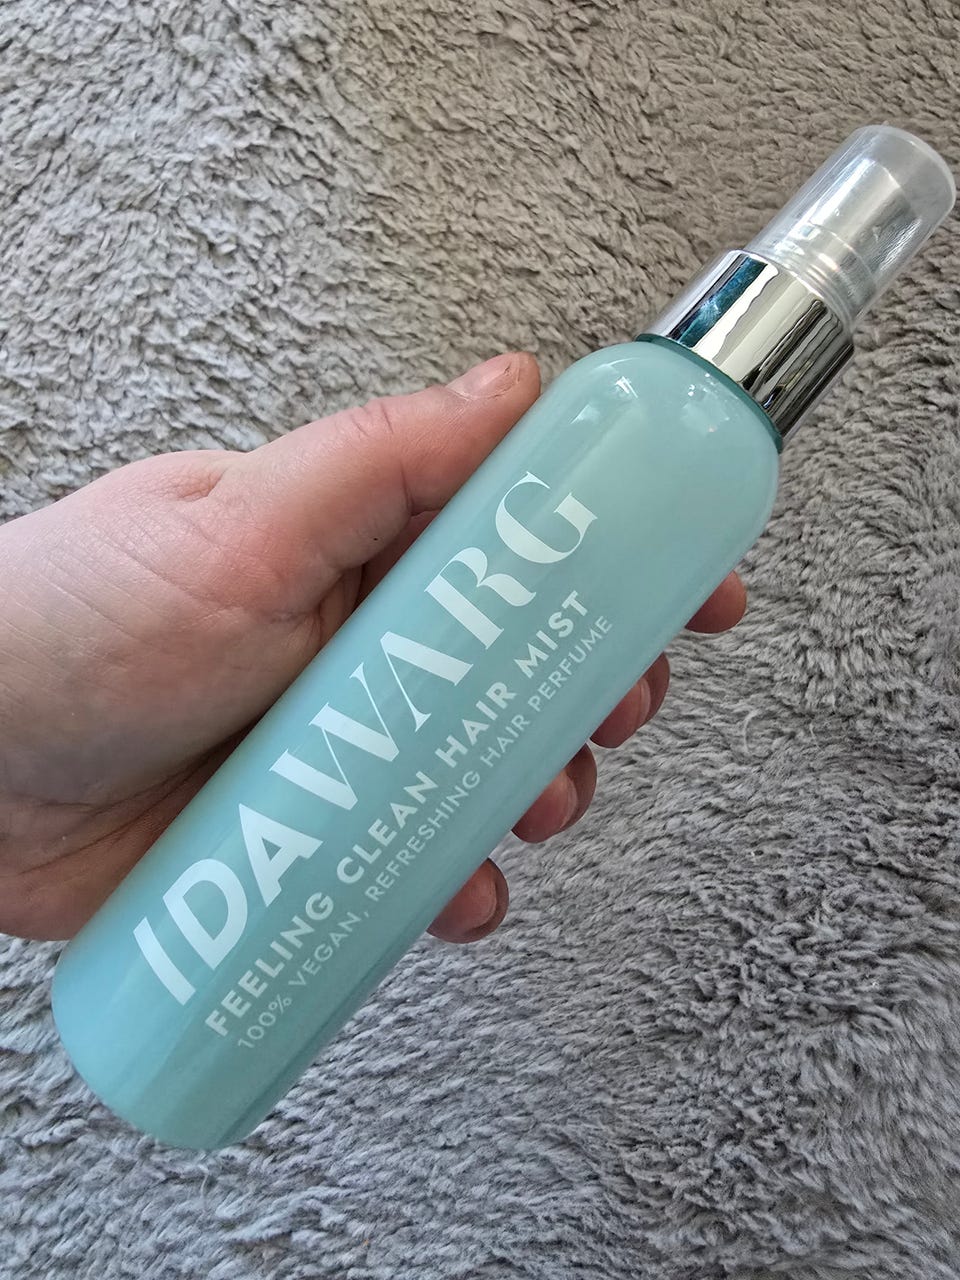 IDA WARG
FEELING CLEAN HAIR MIST
100% VEGAN, REFRESHING HAIR PERFUME